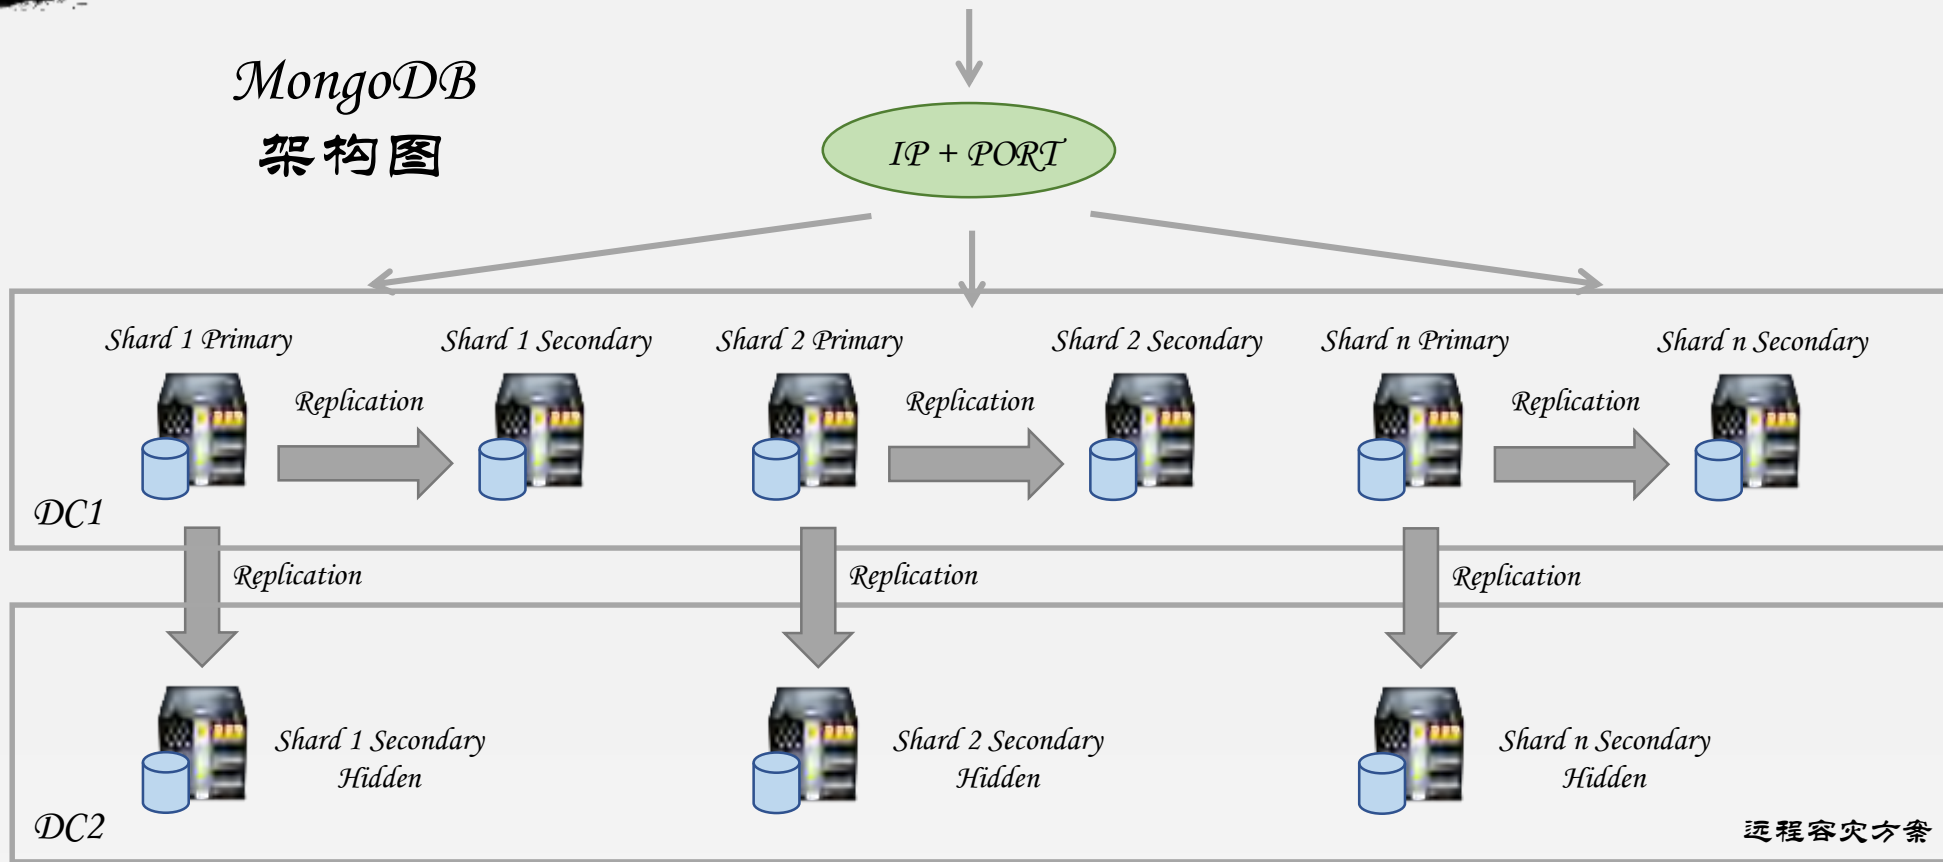 MongoDB
架构图
IP + PORT
Shard 1 Primary
Shard 1 Secondary
Shard 2 Primary
Shard 2 Secondary
Shard n Primary
Shard n Secondary
Replication
Replication
Replication
DC1
Replication
Replication
Replication
Shard 1 Secondary
Hidden
Shard 2 Secondary
Hidden
Shard n Secondary
Hidden
DC2
远程容灾方案